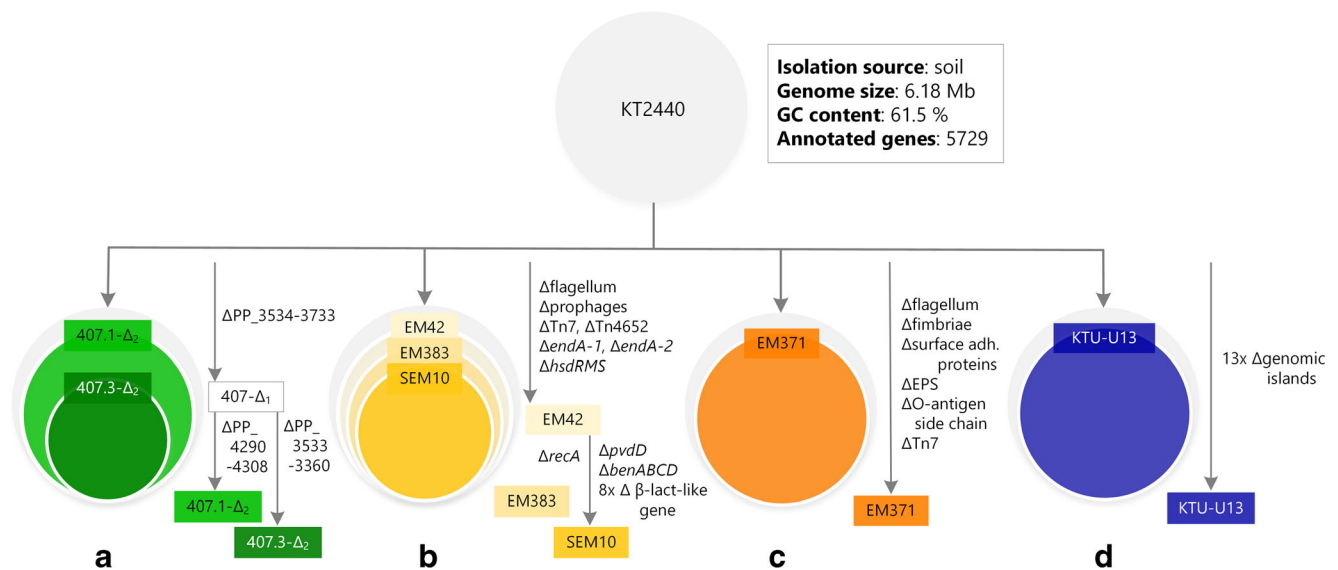 KT2440
Isolation source: soil
Genome size: 6.18 Mb
GC content: 61.5 %
Annotated genes: 5729
407.1-Δ₂
407.3-Δ₂
ΔPP_3534-3733
407-Δ₁
ΔPP_
4290
-4308
ΔPP_
3533
-3360
407.1-Δ₂
407.3-Δ₂
a
EM42
EM383
SEM10
Δflagellum
Δprophages
ΔTn7, ΔTn4652
ΔendA-1, ΔendA-2
ΔhsdRMS
EM42
ΔrecA
ΔpvdD
ΔbenABCD
8x Δ β-lact-like
gene
EM383
SEM10
b
EM371
Δflagellum
Δfimbriae
Δsurface adh.
proteins
ΔEPS
ΔO-antigen
side chain
ΔTn7
EM371
c
KTU-U13
13x Δgenomic
islands
KTU-U13
d